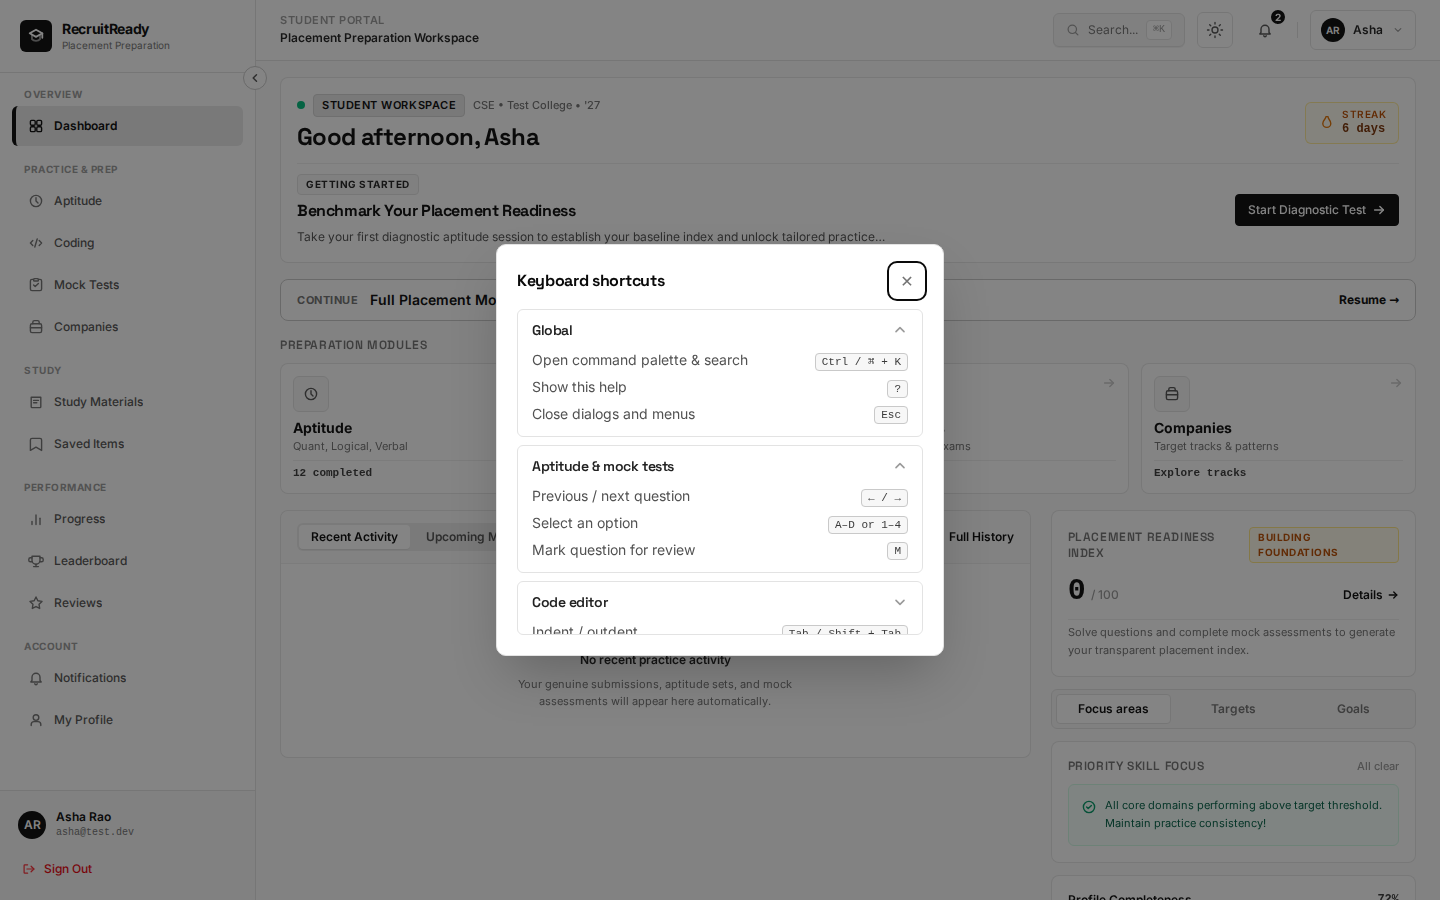 RecruitReady
Placement Preparation
OVERVIEW
Dashboard
PRACTICE & PREP
Aptitude
Coding
Mock Tests
Companies
STUDY
Study Materials
Saved Items
PERFORMANCE
Progress
Leaderboard
Reviews
ACCOUNT
Notifications
My Profile
AR
Asha Rao
asha@test.dev
Sign Out
STUDENT PORTAL
Placement Preparation Workspace
Search... ⌘K
2
AR Asha
STUDENT WORKSPACE CSE • Test College • '27
Good afternoon, Asha
STREAK
6 days
GETTING STARTED
Benchmark Your Placement Readiness
Take your first diagnostic aptitude session to establish your baseline index and unlock tailored practice...
Start Diagnostic Test →
CONTINUE Full Placement Mo
Resume →
PREPARATION MODULES
Aptitude
Quant, Logical, Verbal
12 completed
xams
→
Companies
Target tracks & patterns
Explore tracks
→
Recent Activity Upcoming M
Full History
No recent practice activity
Your genuine submissions, aptitude sets, and mock
assessments will appear here automatically.
PLACEMENT READINESS
INDEX
BUILDING
FOUNDATIONS
0 / 100
Details →
Solve questions and complete mock assessments to generate
your transparent placement index.
Focus areas Targets Goals
PRIORITY SKILL FOCUS All clear
All core domains performing above target threshold.
Maintain practice consistency!
Profile Completeness 72%
Keyboard shortcuts
Global
Open command palette & search Ctrl / ⌘ + K
Show this help ?
Close dialogs and menus Esc
Aptitude & mock tests
Previous / next question ← / →
Select an option A–D or 1–4
Mark question for review M
Code editor
Indent / outdent Tab / Shift + Tab